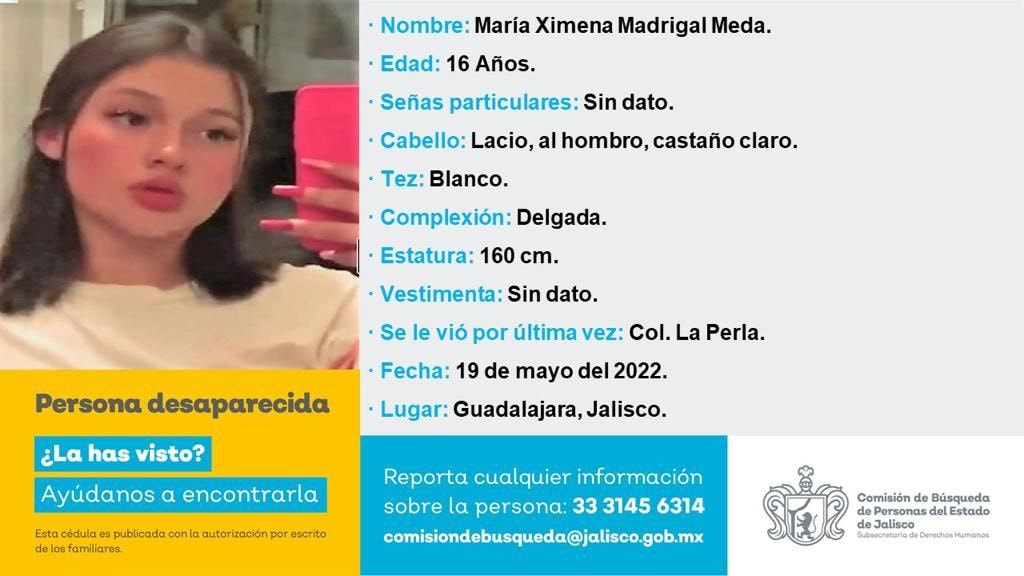 · Nombre: María Ximena Madrigal Meda.
· Edad: 16 Años.
· Señas particulares: Sin dato.
· Cabello: Lacio, al hombro, castaño claro.
· Tez: Blanco.
· Complexión: Delgada.
· Estatura: 160 cm.
· Vestimenta: Sin dato.
· Se le vió por última vez: Col. La Perla.
· Fecha: 19 de mayo del 2022.
· Lugar: Guadalajara, Jalisco.
Persona desaparecida
¿La has visto?
Ayúdanos a encontrarla
Esta cédula es publicada con la autorización por escrito
de los familiares.
Reporta cualquier información
sobre la persona: 33 3145 6314
comisiondebusqueda@jalisco.gob.mx
Comisión de Búsqueda
de Personas del Estado
de Jalisco
Subsecretaría de Derechos Humanos